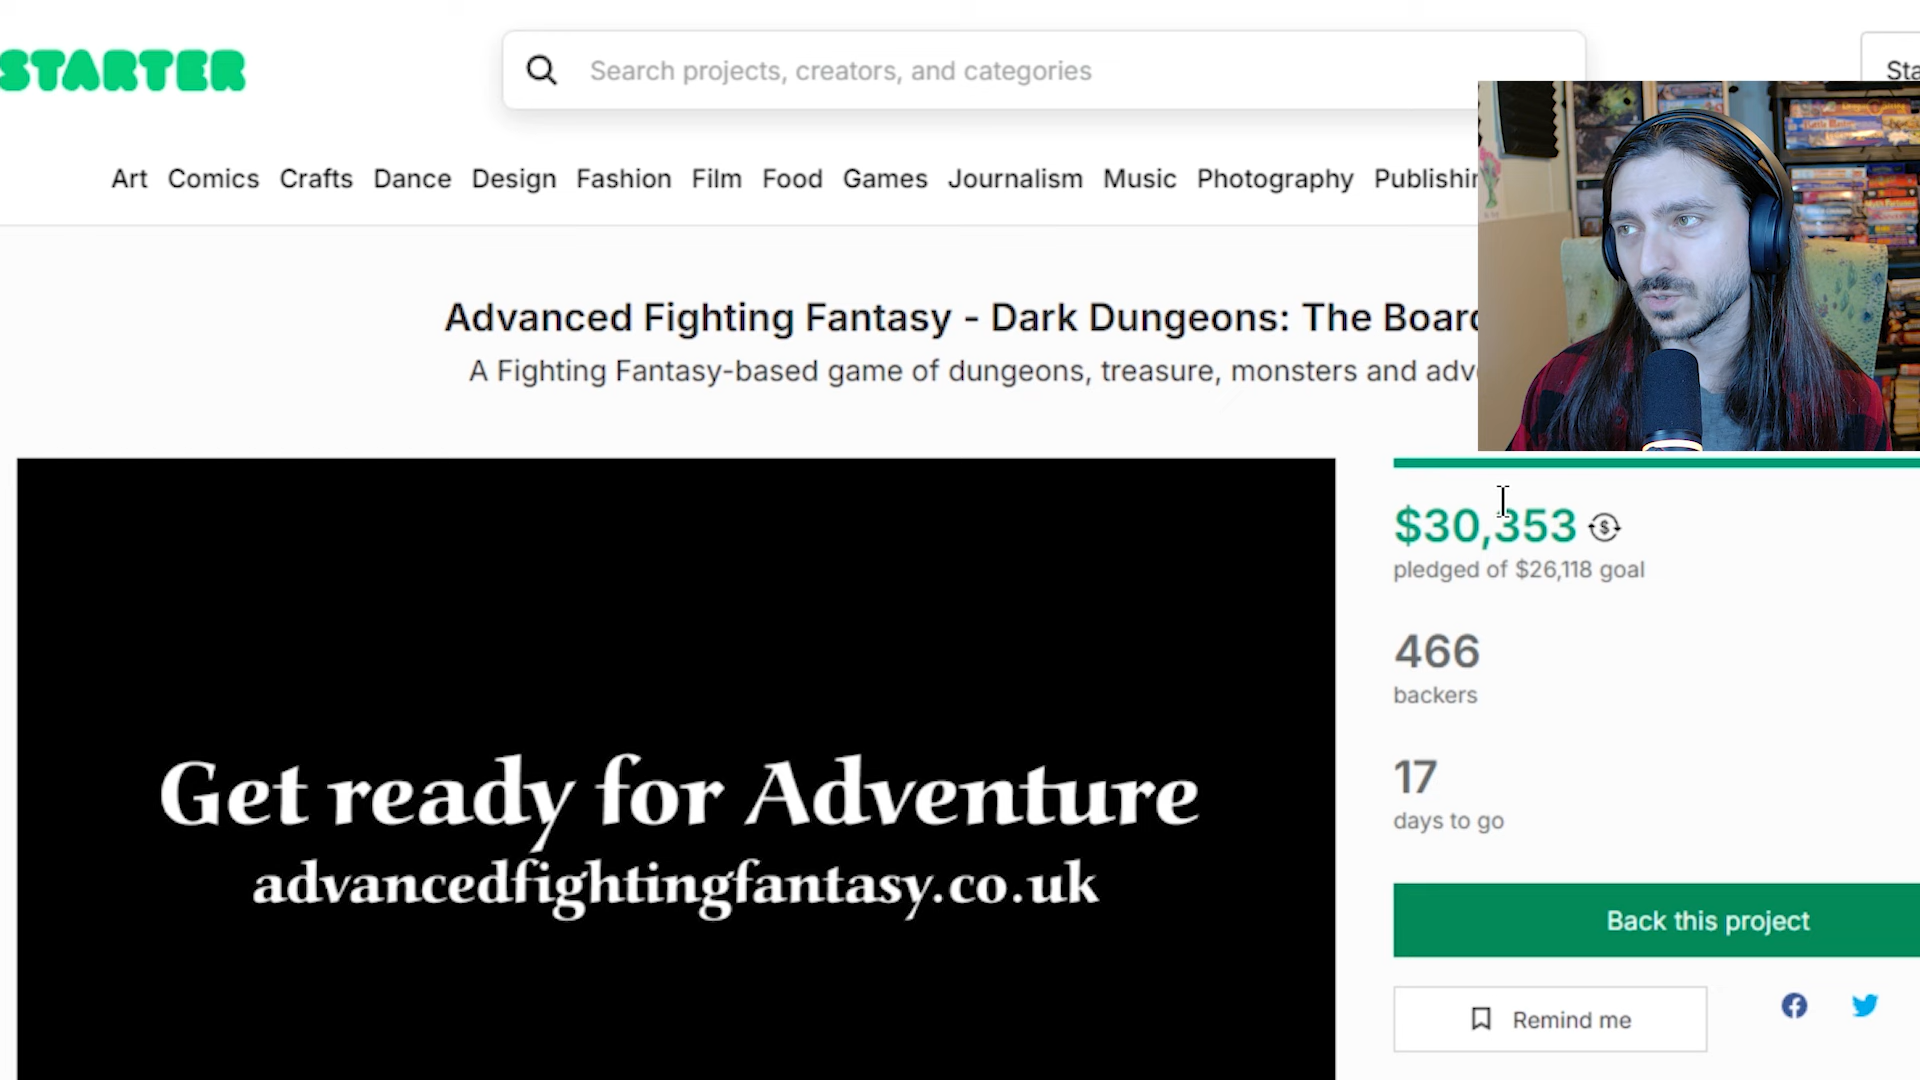 STARTER
Search projects, creators, and categories
Sta
Art Comics Crafts Dance Design Fashion Film Food Games Journalism Music Photography Publishin
Advanced Fighting Fantasy - Dark Dungeons: The Board
A Fighting Fantasy-based game of dungeons, treasure, monsters and adv
$30,353
pledged of $26,118 goal
466
backers
17
days to go
Get ready for Adventure
advancedfightingfantasy.co.uk
Back this project
Remind me